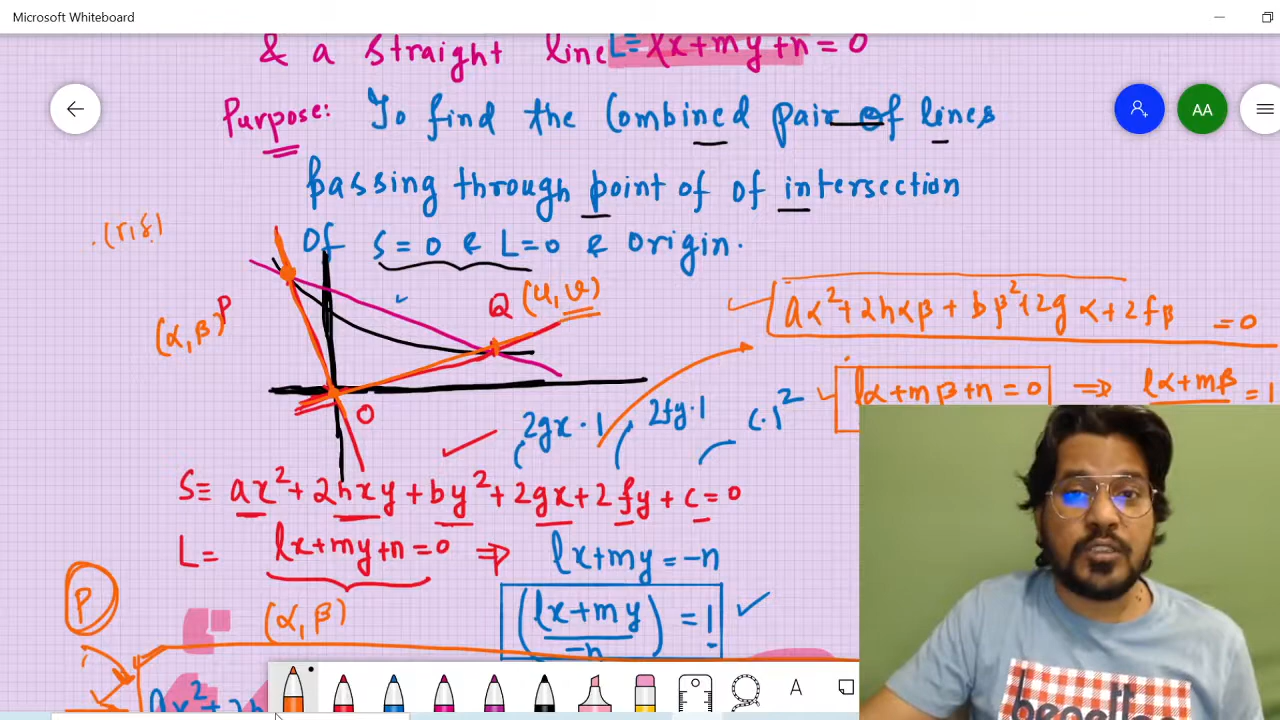 Microsoft Whiteboard
& a straight line L≡ lx+my+n=0
Purpose: To find the Combined pair of lines
passing through point of of intersection
Of S=0 & L=0 & Origin.
(r,s)
P
(α,β)
Q (u,v)
O
aα²+2hαβ+bβ²+2gα+2fβ =0
lα+mβ+n=0 ⇒ lα+mβ =1
2gx·1
2fy·1
S≡ ax²+2hxy+by²+2gx+2fy+c=0
L= lx+my+n=0 ⇒ lx+my=-n
P
(α,β)
(lx+my/-n) =1
AA
A